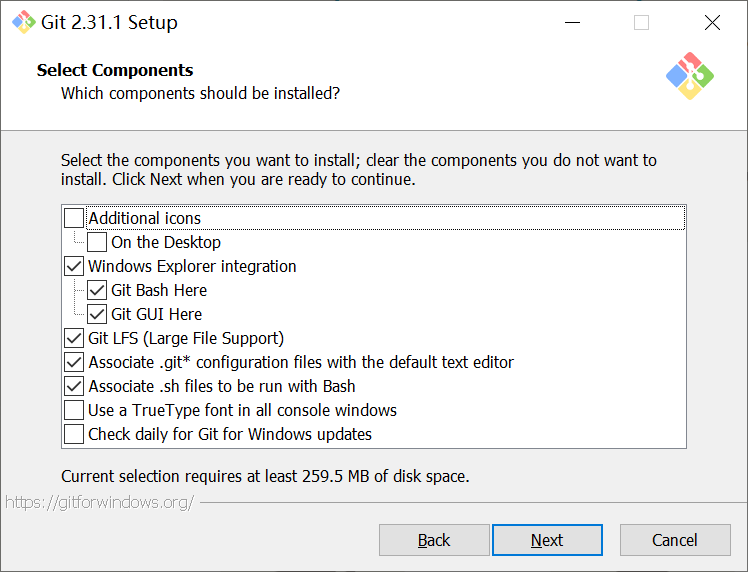 Git 2.31.1 Setup
Select Components
Which components should be installed?
Select the components you want to install; clear the components you do not want to
install. Click Next when you are ready to continue.
Additional icons
On the Desktop
Windows Explorer integration
Git Bash Here
Git GUI Here
Git LFS (Large File Support)
Associate .git* configuration files with the default text editor
Associate .sh files to be run with Bash
Use a TrueType font in all console windows
Check daily for Git for Windows updates
Current selection requires at least 259.5 MB of disk space.
https://gitforwindows.org/
Back Next Cancel